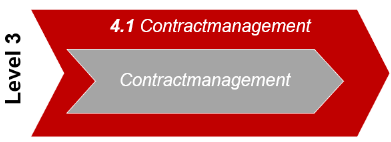 Level 3
4.1 Contractmanagement
Contractmanagement